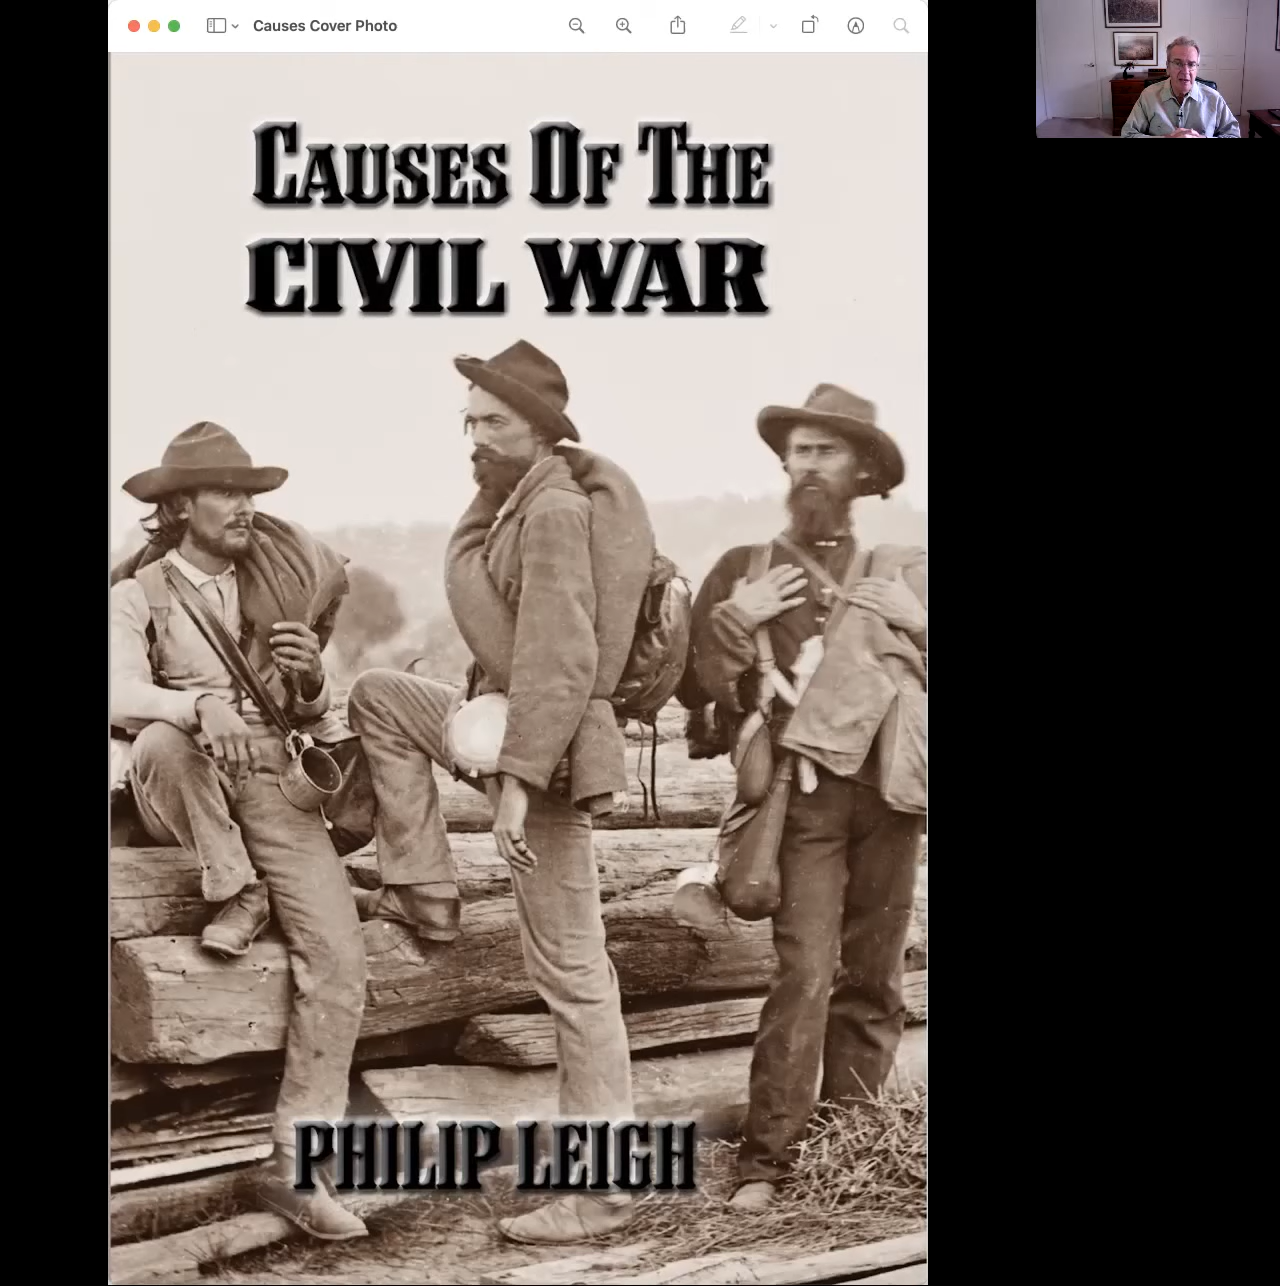 Causes Cover Photo
CAUSES OF THE
CIVIL WAR
PHILIP LEIGH